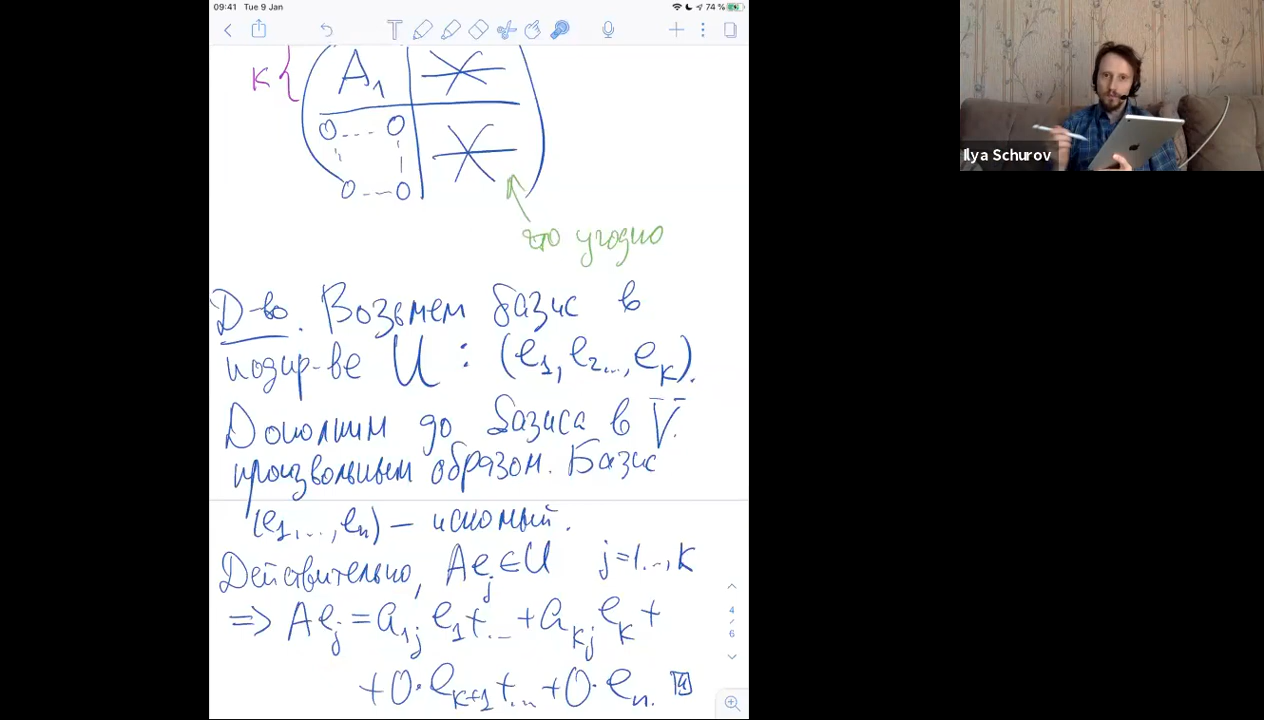 09:41 Tue 9 Jan
74 %
K { A₁
0 ... 0
0 ... 0
что угодно
Д-во. Возьмем базис в
подпр-ве U : (e₁, e₂..., eₖ).
Дополним до базиса в V.
произвольным образом. Базис
(e₁,..., eₙ) — искомый.
Действительно, Aeⱼ ∈ U j=1..., k
=> Aeⱼ = a₁ⱼ e₁ + ... + aₖⱼ eₖ +
+ 0·eₖ₊₁ + ... + 0·eₙ.
4
/
6
Ilya Schurov